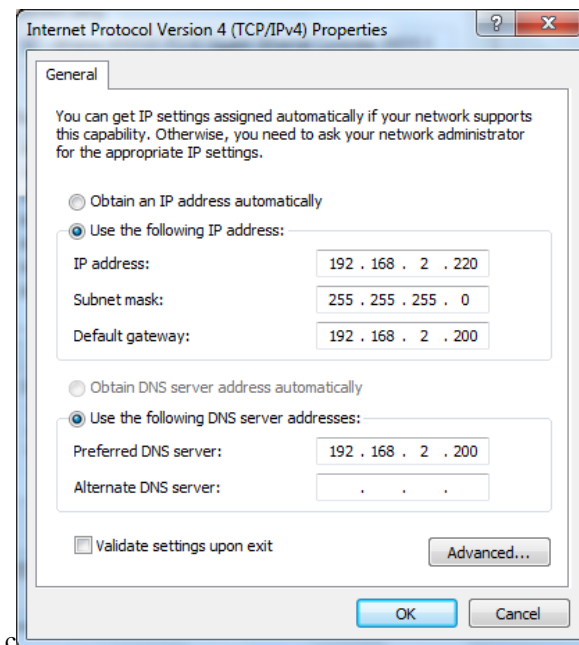 Internet Protocol Version 4 (TCP/IPv4) Properties
?
General
You can get IP settings assigned automatically if your network supports
this capability. Otherwise, you need to ask your network administrator
for the appropriate IP settings.
Obtain an IP address automatically
Use the following IP address:
IP address: 192 . 168 . 2 . 220
Subnet mask: 255 . 255 . 255 . 0
Default gateway: 192 . 168 . 2 . 200
Obtain DNS server address automatically
Use the following DNS server addresses:
Preferred DNS server: 192 . 168 . 2 . 200
Alternate DNS server: . . .
Validate settings upon exit
Advanced...
OK Cancel
c